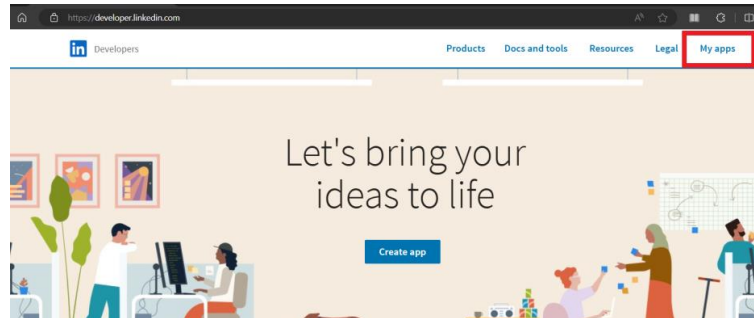 https://developer.linkedin.com
in Developers Products Docs and tools Resources Legal My apps
Let's bring your
ideas to life
Create app